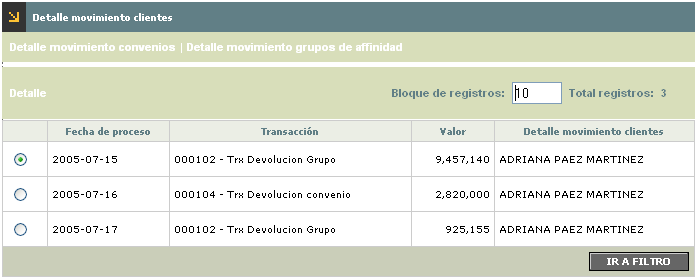 Detalle movimiento clientes
Detalle movimiento convenios | Detalle movimiento grupos de affinidad
Detalle Bloque de registros: 10 Total registros: 3
Fecha de proceso Transacción Valor Detalle movimiento clientes
2005-07-15 000102 - Trx Devolucion Grupo 9,457,140 ADRIANA PAEZ MARTINEZ
2005-07-16 000104 - Trx Devolucion convenio 2,820,000 ADRIANA PAEZ MARTINEZ
2005-07-17 000102 - Trx Devolucion Grupo 925,155 ADRIANA PAEZ MARTINEZ
IR A FILTRO